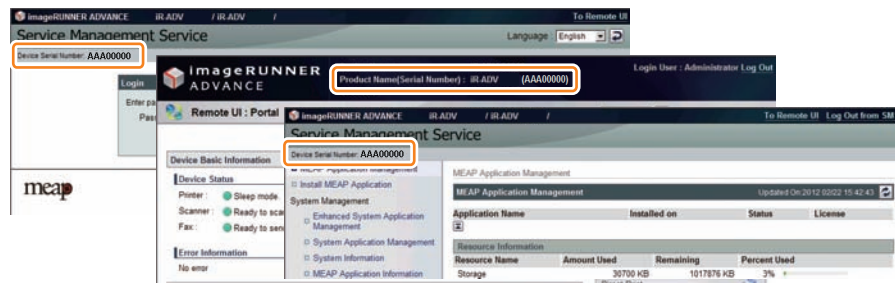 imageRUNNER ADVANCE iR-ADV / iR-ADV / To Remote UI
Service Management Service Language English
Device Serial Number: AAA00000
Login
Enter pa
Pas
meap
imageRUNNER
ADVANCE
Product Name(Serial Number) : iR-ADV (AAA00000)
Login User : Administrator Log Out
Remote UI : Portal
Device Basic Information
Device Status
Printer : Sleep mode
Scanner : Ready to sca
Fax : Ready to sen
Error Information
No error
imageRUNNER ADVANCE iR-ADV / iR-ADV / To Remote UI Log Out from SM
Service Management Service
Device Serial Number: AAA00000
MEAP Application Management
Install MEAP Application
System Management
Enhanced System Application
Management
System Application Management
System Information
MEAP Application Information
MEAP Application Management
MEAP Application Management Updated On:2012 02/22 15:42:43
Application Name Installed on Status License
Resource Information
Resource Name Amount Used Remaining Percent Used
Storage 30700 KB 1017876 KB 3%